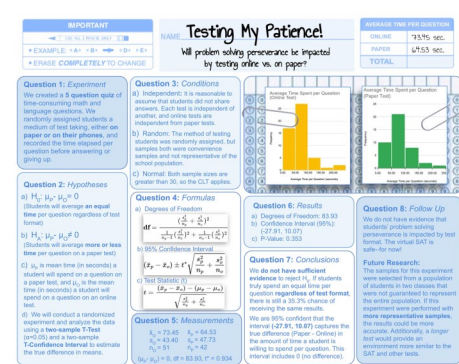 IMPORTANT
• EXAMPLE: <A> <B> <D> <E>
• ERASE COMPLETELY TO CHANGE
NAME
Testing My Patience!
Will problem solving perseverance be impacted
by testing online vs. on paper?
AVERAGE TIME PER QUESTION
ONLINE 73.45 sec.
PAPER 64.53 sec.
TOTAL
Question 1: Experiment
We created a 5 question quiz of
time-consuming math and
language questions. We
randomly assigned students a
medium of test taking, either on
paper or on their phones, and
recorded the time elapsed per
question before answering or
giving up.
Question 2: Hypotheses
a) H₀: μP - μO = 0
(Students will average an equal
time per question regardless of test
format)
b) HA: μP - μO ≠ 0
(Students will average more or less
time per question on a paper test)
c) μP is mean time (in seconds) a
student will spend on a question on
a paper test, and μO is the mean
time (in seconds) a student will
spend on a question on an online
test.
d) We will conduct a randomized
experiment and analyze the data
using a two-sample T-Test
(α=0.05) and a two-sample
T-Confidence Interval to estimate
the true difference in means.
Question 3: Conditions
a) Independent: It is reasonable to
assume that students did not share
answers. Each test is independent of
another, and online tests are
independent from paper tests.
b) Random: The method of testing
students was randomly assigned, but
samples both were convenience
samples and not representative of the
school population.
c) Normal: Both sample sizes are
greater than 30, so the CLT applies.
Question 4: Formulas
a) Degrees of Freedom
b) 95% Confidence Interval
c) Test Statistic (t)
Question 5: Measurements
x̄O = 73.45 x̄P = 64.53
sO = 43.40 sP = 47.73
nO = 51 nP = 42
(μP - μO) = 0, df = 83.93, t* = 0.934
Average Time Spent per Question
(Online Test)
Frequency
Average Time Spent per Question
(Paper Test)
Frequency
Question 6: Results
a) Degrees of Freedom: 83.93
b) Confidence Interval (95%):
(-27.91, 10.07)
c) P-Value: 0.353
Question 7: Conclusions
We do not have sufficient
evidence to reject H₀. If students
truly spend an equal time per
question regardless of test format,
there is still a 35.3% chance of
receiving the same results.
We are 95% confident that the
interval (-27.91, 10.07) captures the
true difference (Paper - Online) in
the amount of time a student is
willing to spend per question. This
interval includes 0 (no difference).
Question 8: Follow Up
We do not have evidence that
students' problem solving
perseverance is impacted by test
format. The virtual SAT is
safe–for now!
Future Research:
The samples for this experiment
were selected from a population
of students in two classes that
were not guaranteed to represent
the entire population. If this
experiment were performed with
more representative samples,
the results could be more
accurate. Additionally, a longer
test would provide an
environment more similar to the
SAT and other tests.